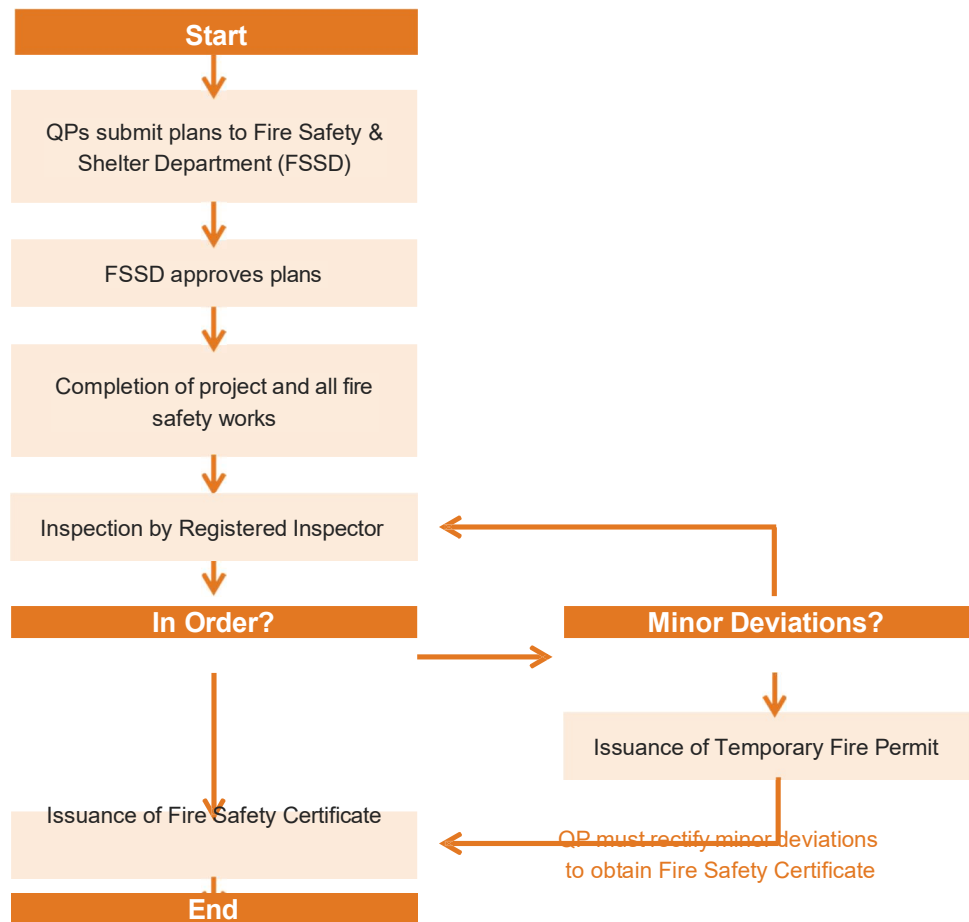 Start
QPs submit plans to Fire Safety &
Shelter Department (FSSD)
FSSD approves plans
Completion of project and all fire
safety works
Inspection by Registered Inspector
In Order?
Minor Deviations?
Issuance of Temporary Fire Permit
Issuance of Fire Safety Certificate
QP must rectify minor deviations
to obtain Fire Safety Certificate
End